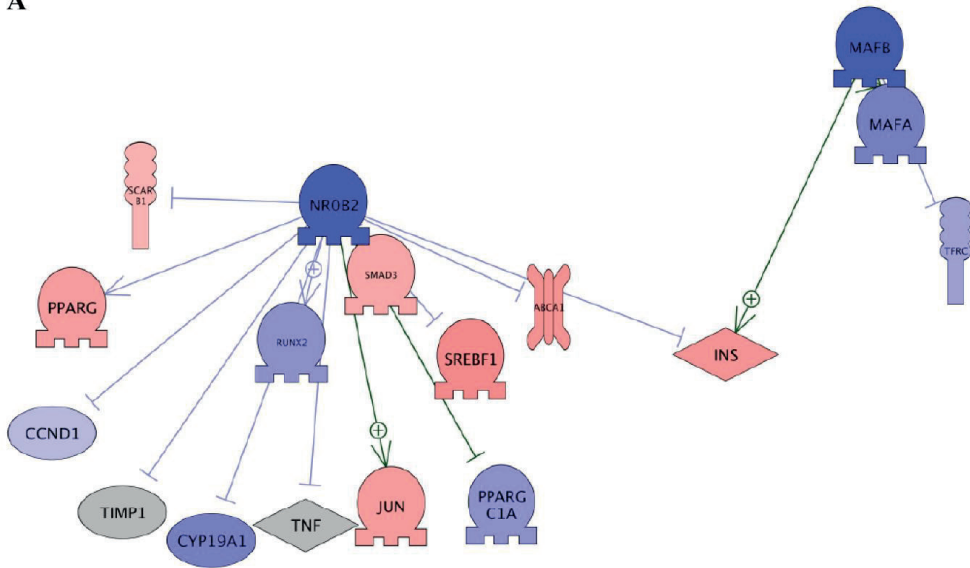 A
MAFB
MAFA
SCAR
B1
NR0B2
TFRC
SMAD3
PPARG
+
ABCA1
+
RUNX2
SREBF1
INS
CCND1
+
PPARG
C1A
JUN
TIMP1
TNF
CYP19A1